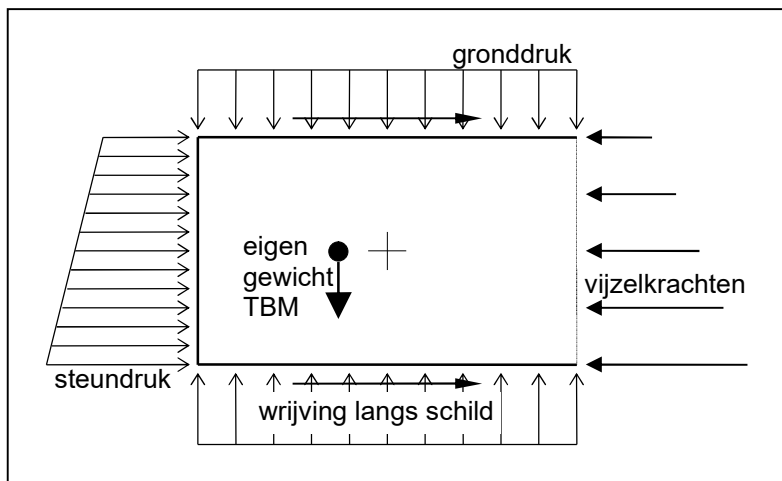 gronddruk
eigen
gewicht
TBM
vijzelkrachten
steundruk
wrijving langs schild